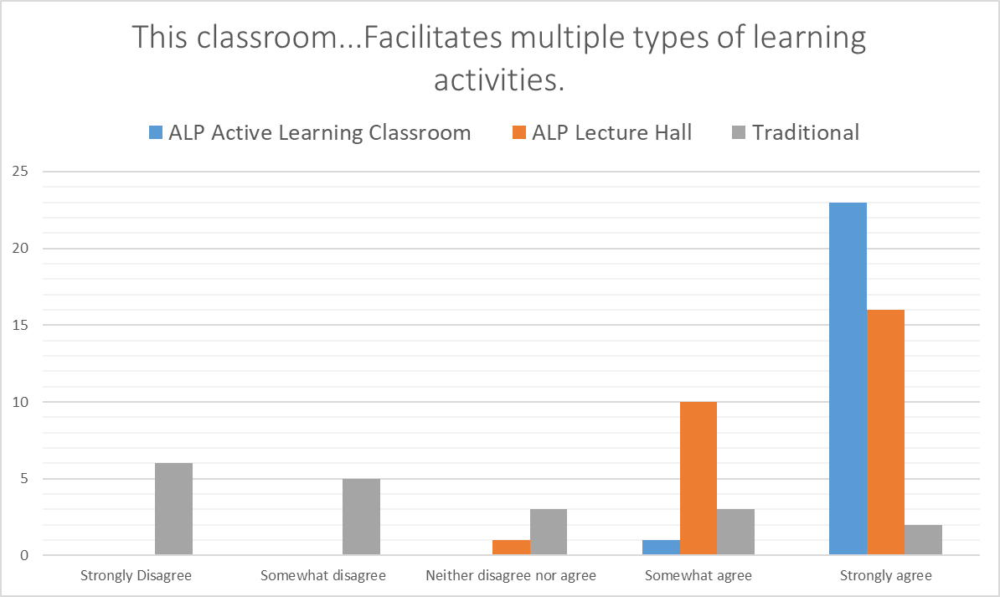 This classroom...Facilitates multiple types of learning
activities.
ALP Active Learning Classroom ALP Lecture Hall Traditional
25
20
15
10
5
0
Strongly Disagree Somewhat disagree Neither disagree nor agree Somewhat agree Strongly agree